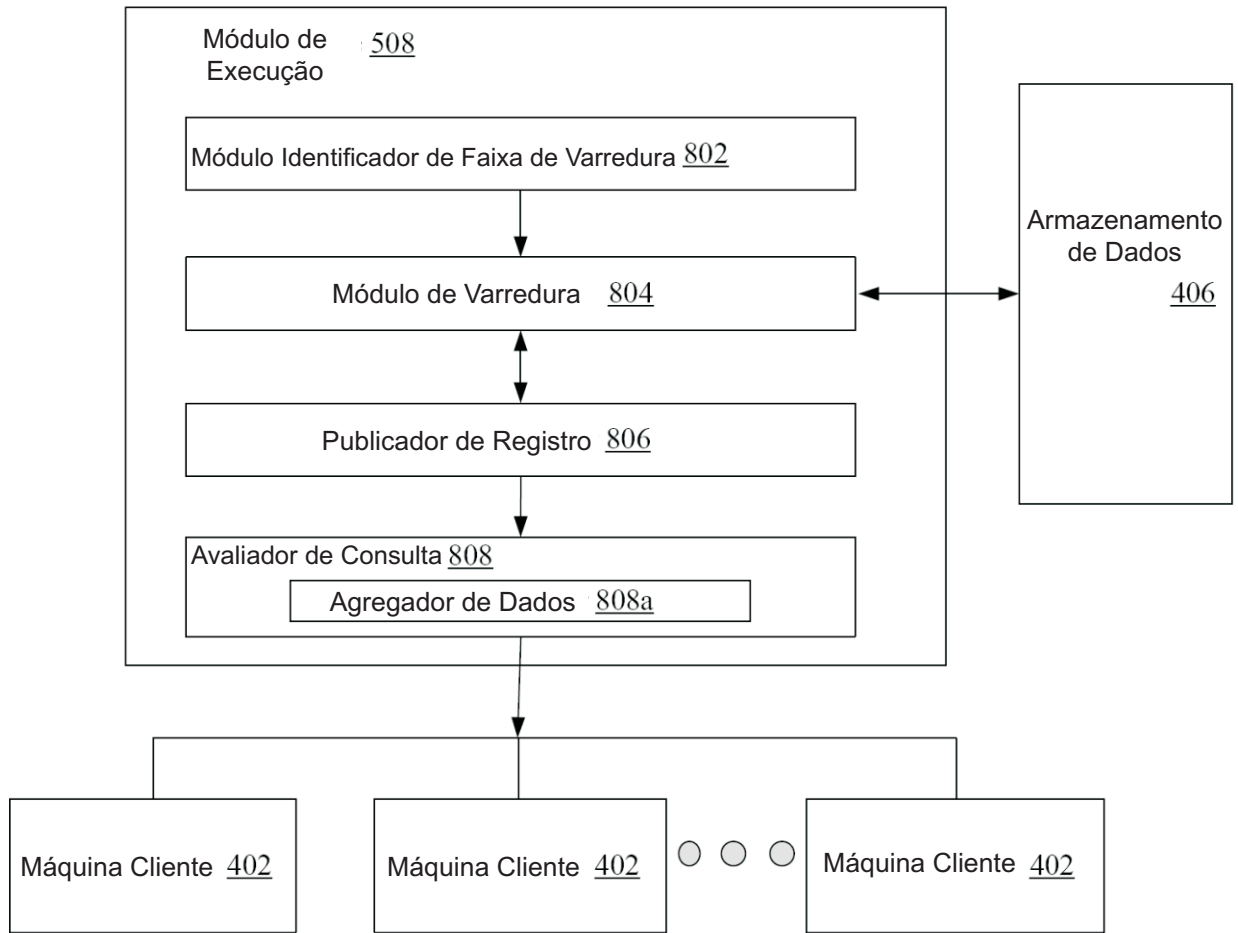 Módulo de 508
Execução
Módulo Identificador de Faixa de Varredura 802
Armazenamento
de Dados
406
Módulo de Varredura 804
Publicador de Registro 806
Avaliador de Consulta 808
Agregador de Dados 808a
Máquina Cliente 402
Máquina Cliente 402
Máquina Cliente 402